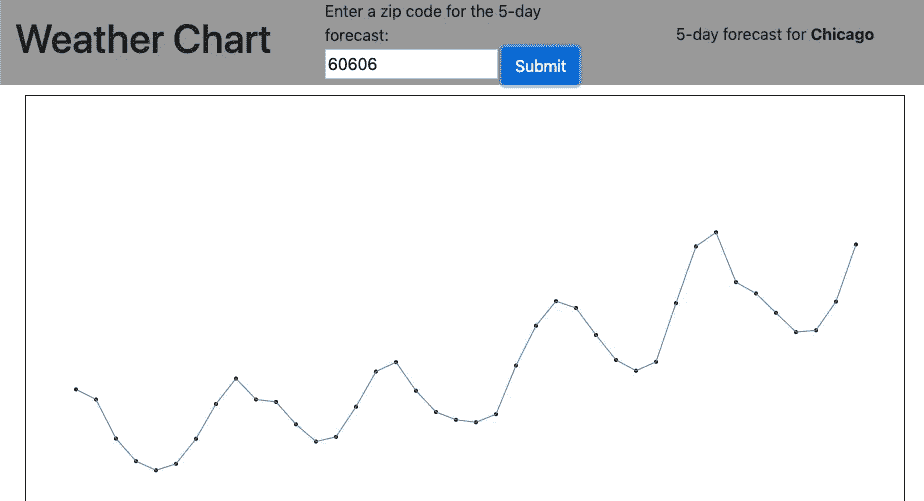 Weather Chart
Enter a zip code for the 5-day
forecast:
60606
Submit
5-day forecast for Chicago